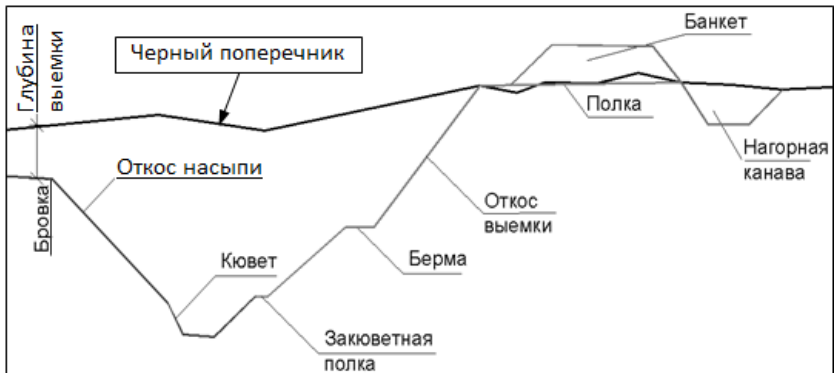 Банкет
Черный поперечник
Глубина
выемки
Полка
Нагорная
канава
Откос насыпи
Откос
выемки
Бровка
Кювет
Берма
Закюветная
полка